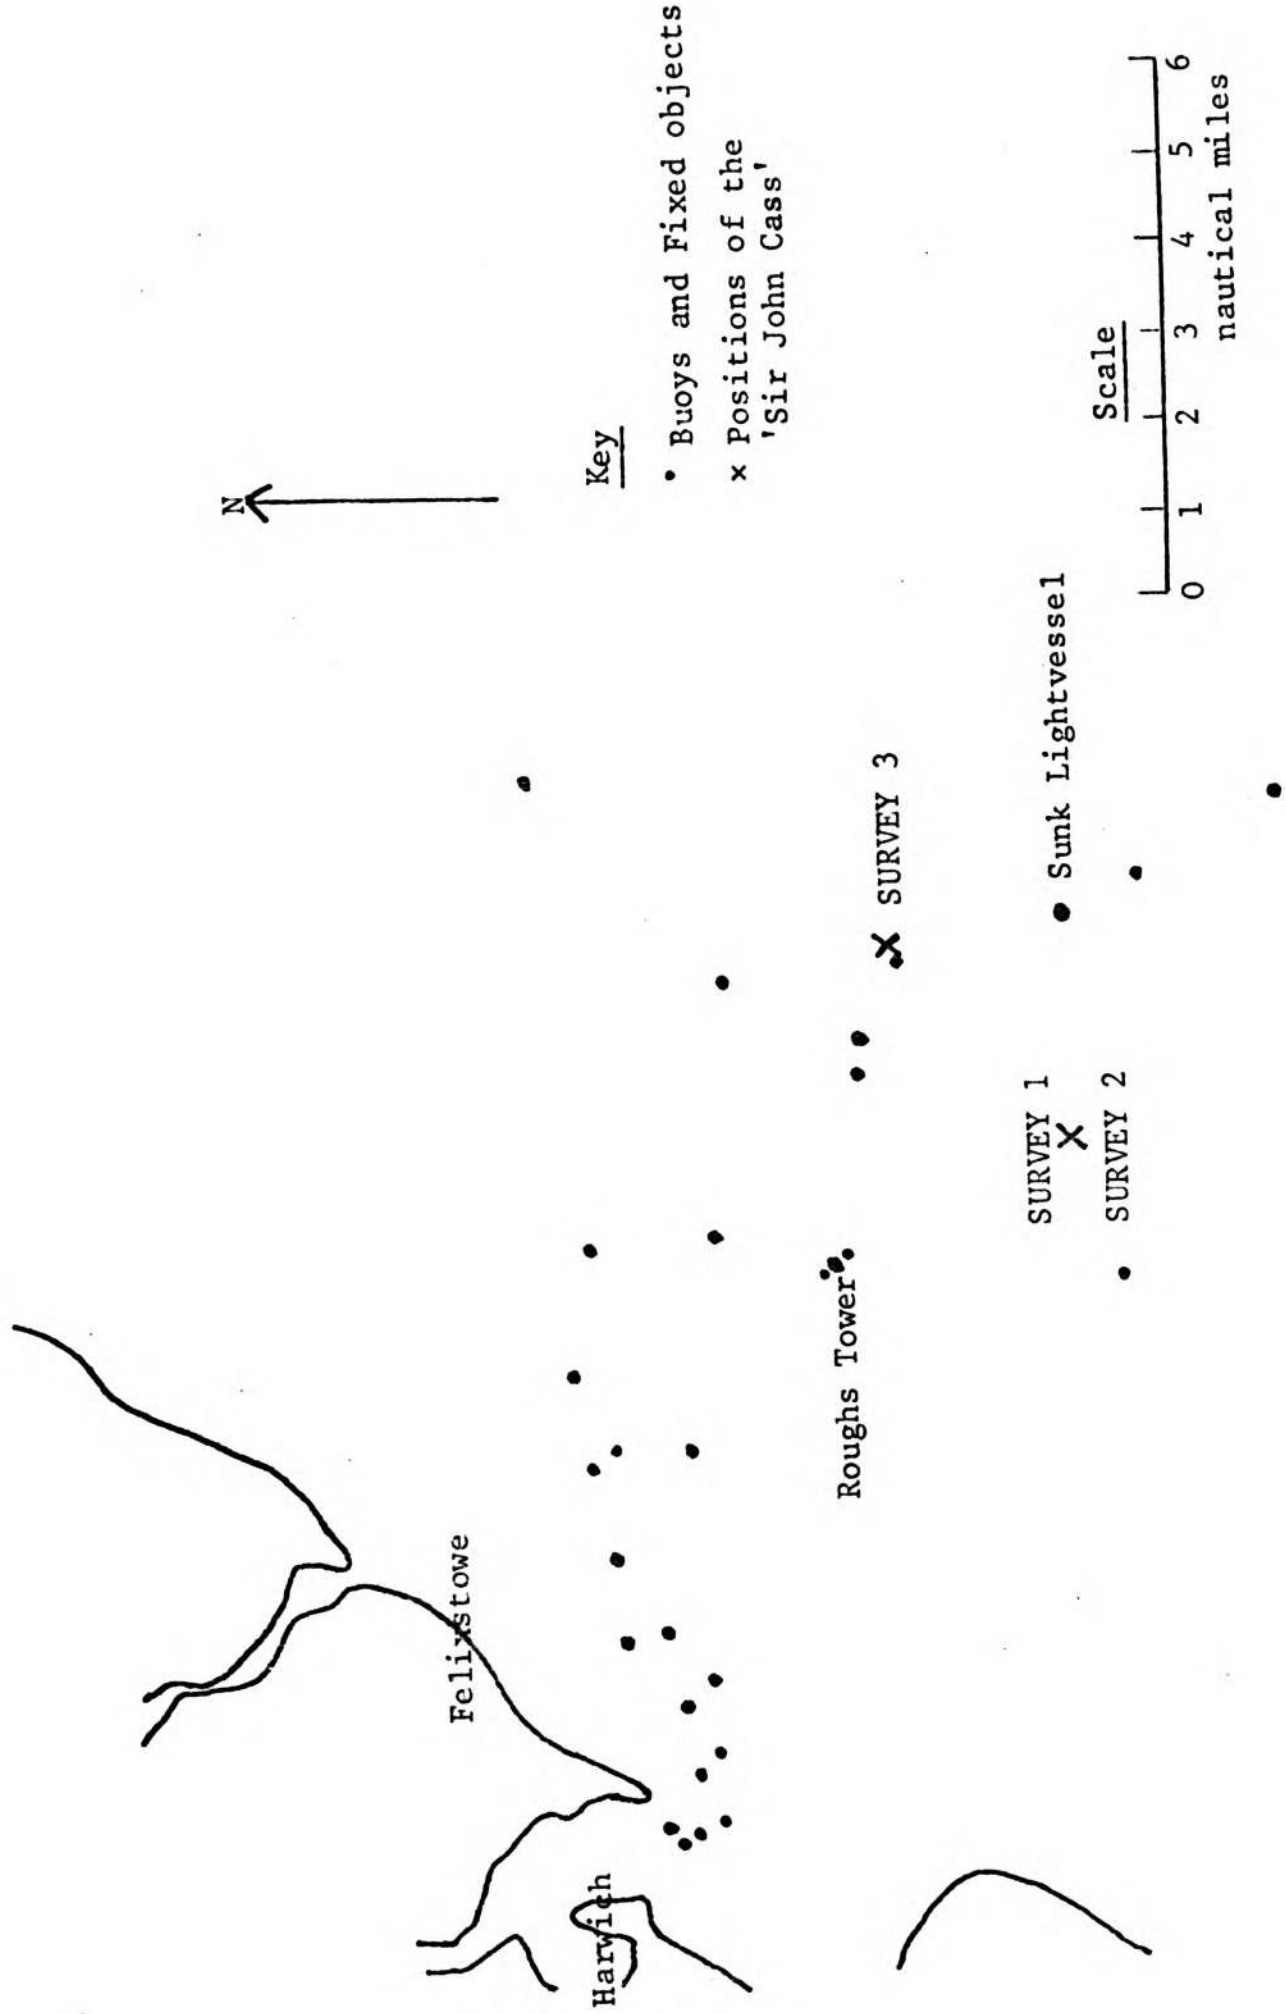 N
Key
• Buoys and Fixed objects
x Positions of the
'Sir John Cass'
Felixstowe
Harwich
Roughs Tower
x SURVEY 3
SURVEY 1
x
SURVEY 2
Sunk Lightvessel
Scale
0 1 2 3 4 5 6
nautical miles